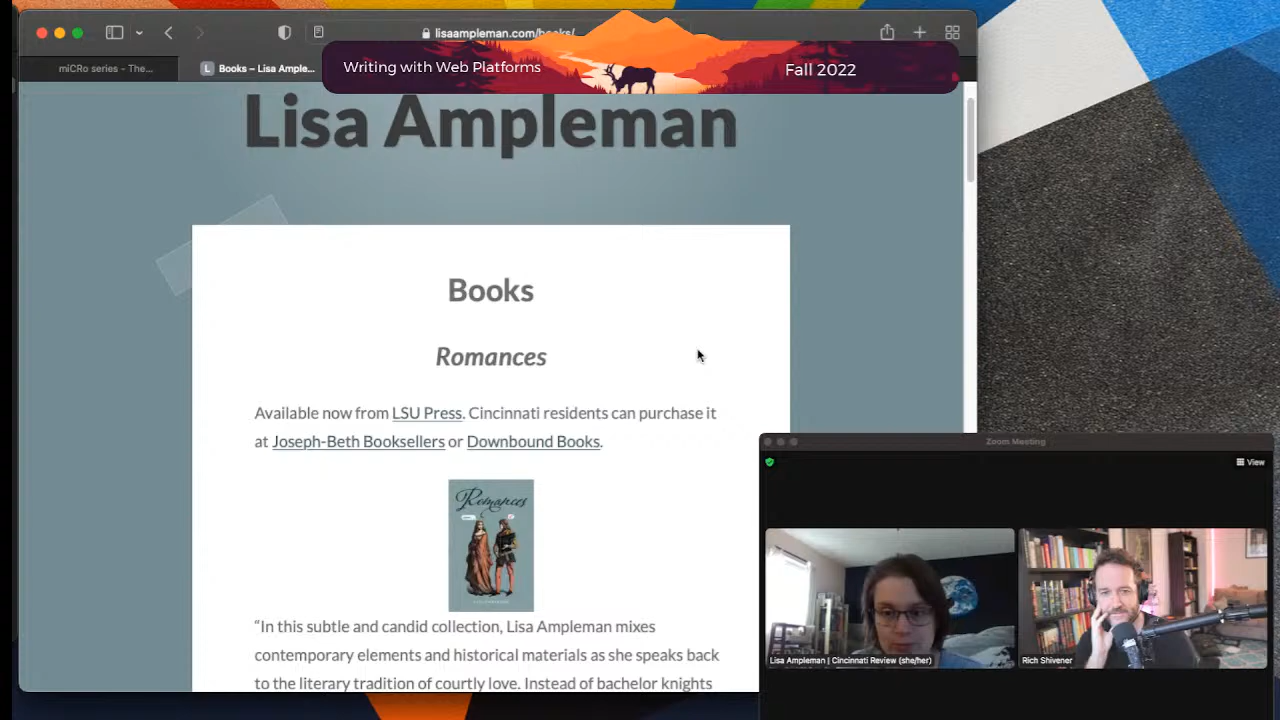 lisaampleman.com/books/
Writing with Web Platforms
Fall 2022
miCRo series – The...
L Books – Lisa Ample...
Lisa Ampleman
Books
Romances
Available now from LSU Press. Cincinnati residents can purchase it
at Joseph-Beth Booksellers or Downbound Books.
Romances
“In this subtle and candid collection, Lisa Ampleman mixes
contemporary elements and historical materials as she speaks back
to the literary tradition of courtly love. Instead of bachelor knights
Zoom Meeting
View
Lisa Ampleman | Cincinnati Review (she/her)
Rich Shivener